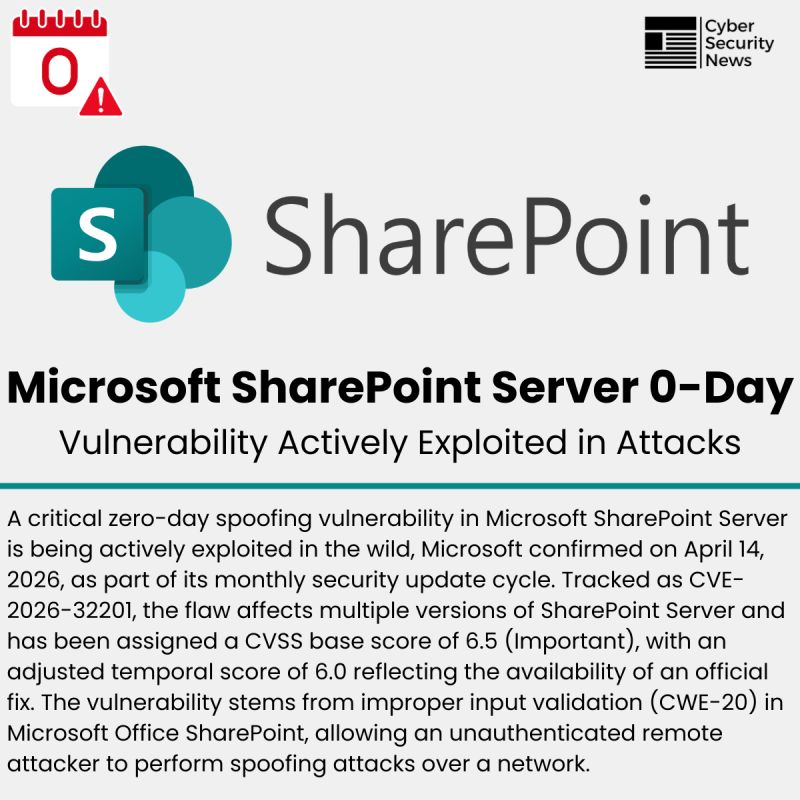 0
!
Cyber
Security
News
S
SharePoint
Microsoft SharePoint Server 0-Day
Vulnerability Actively Exploited in Attacks
A critical zero-day spoofing vulnerability in Microsoft SharePoint Server
is being actively exploited in the wild, Microsoft confirmed on April 14,
2026, as part of its monthly security update cycle. Tracked as CVE-
2026-32201, the flaw affects multiple versions of SharePoint Server and
has been assigned a CVSS base score of 6.5 (Important), with an
adjusted temporal score of 6.0 reflecting the availability of an official
fix. The vulnerability stems from improper input validation (CWE-20) in
Microsoft Office SharePoint, allowing an unauthenticated remote
attacker to perform spoofing attacks over a network.